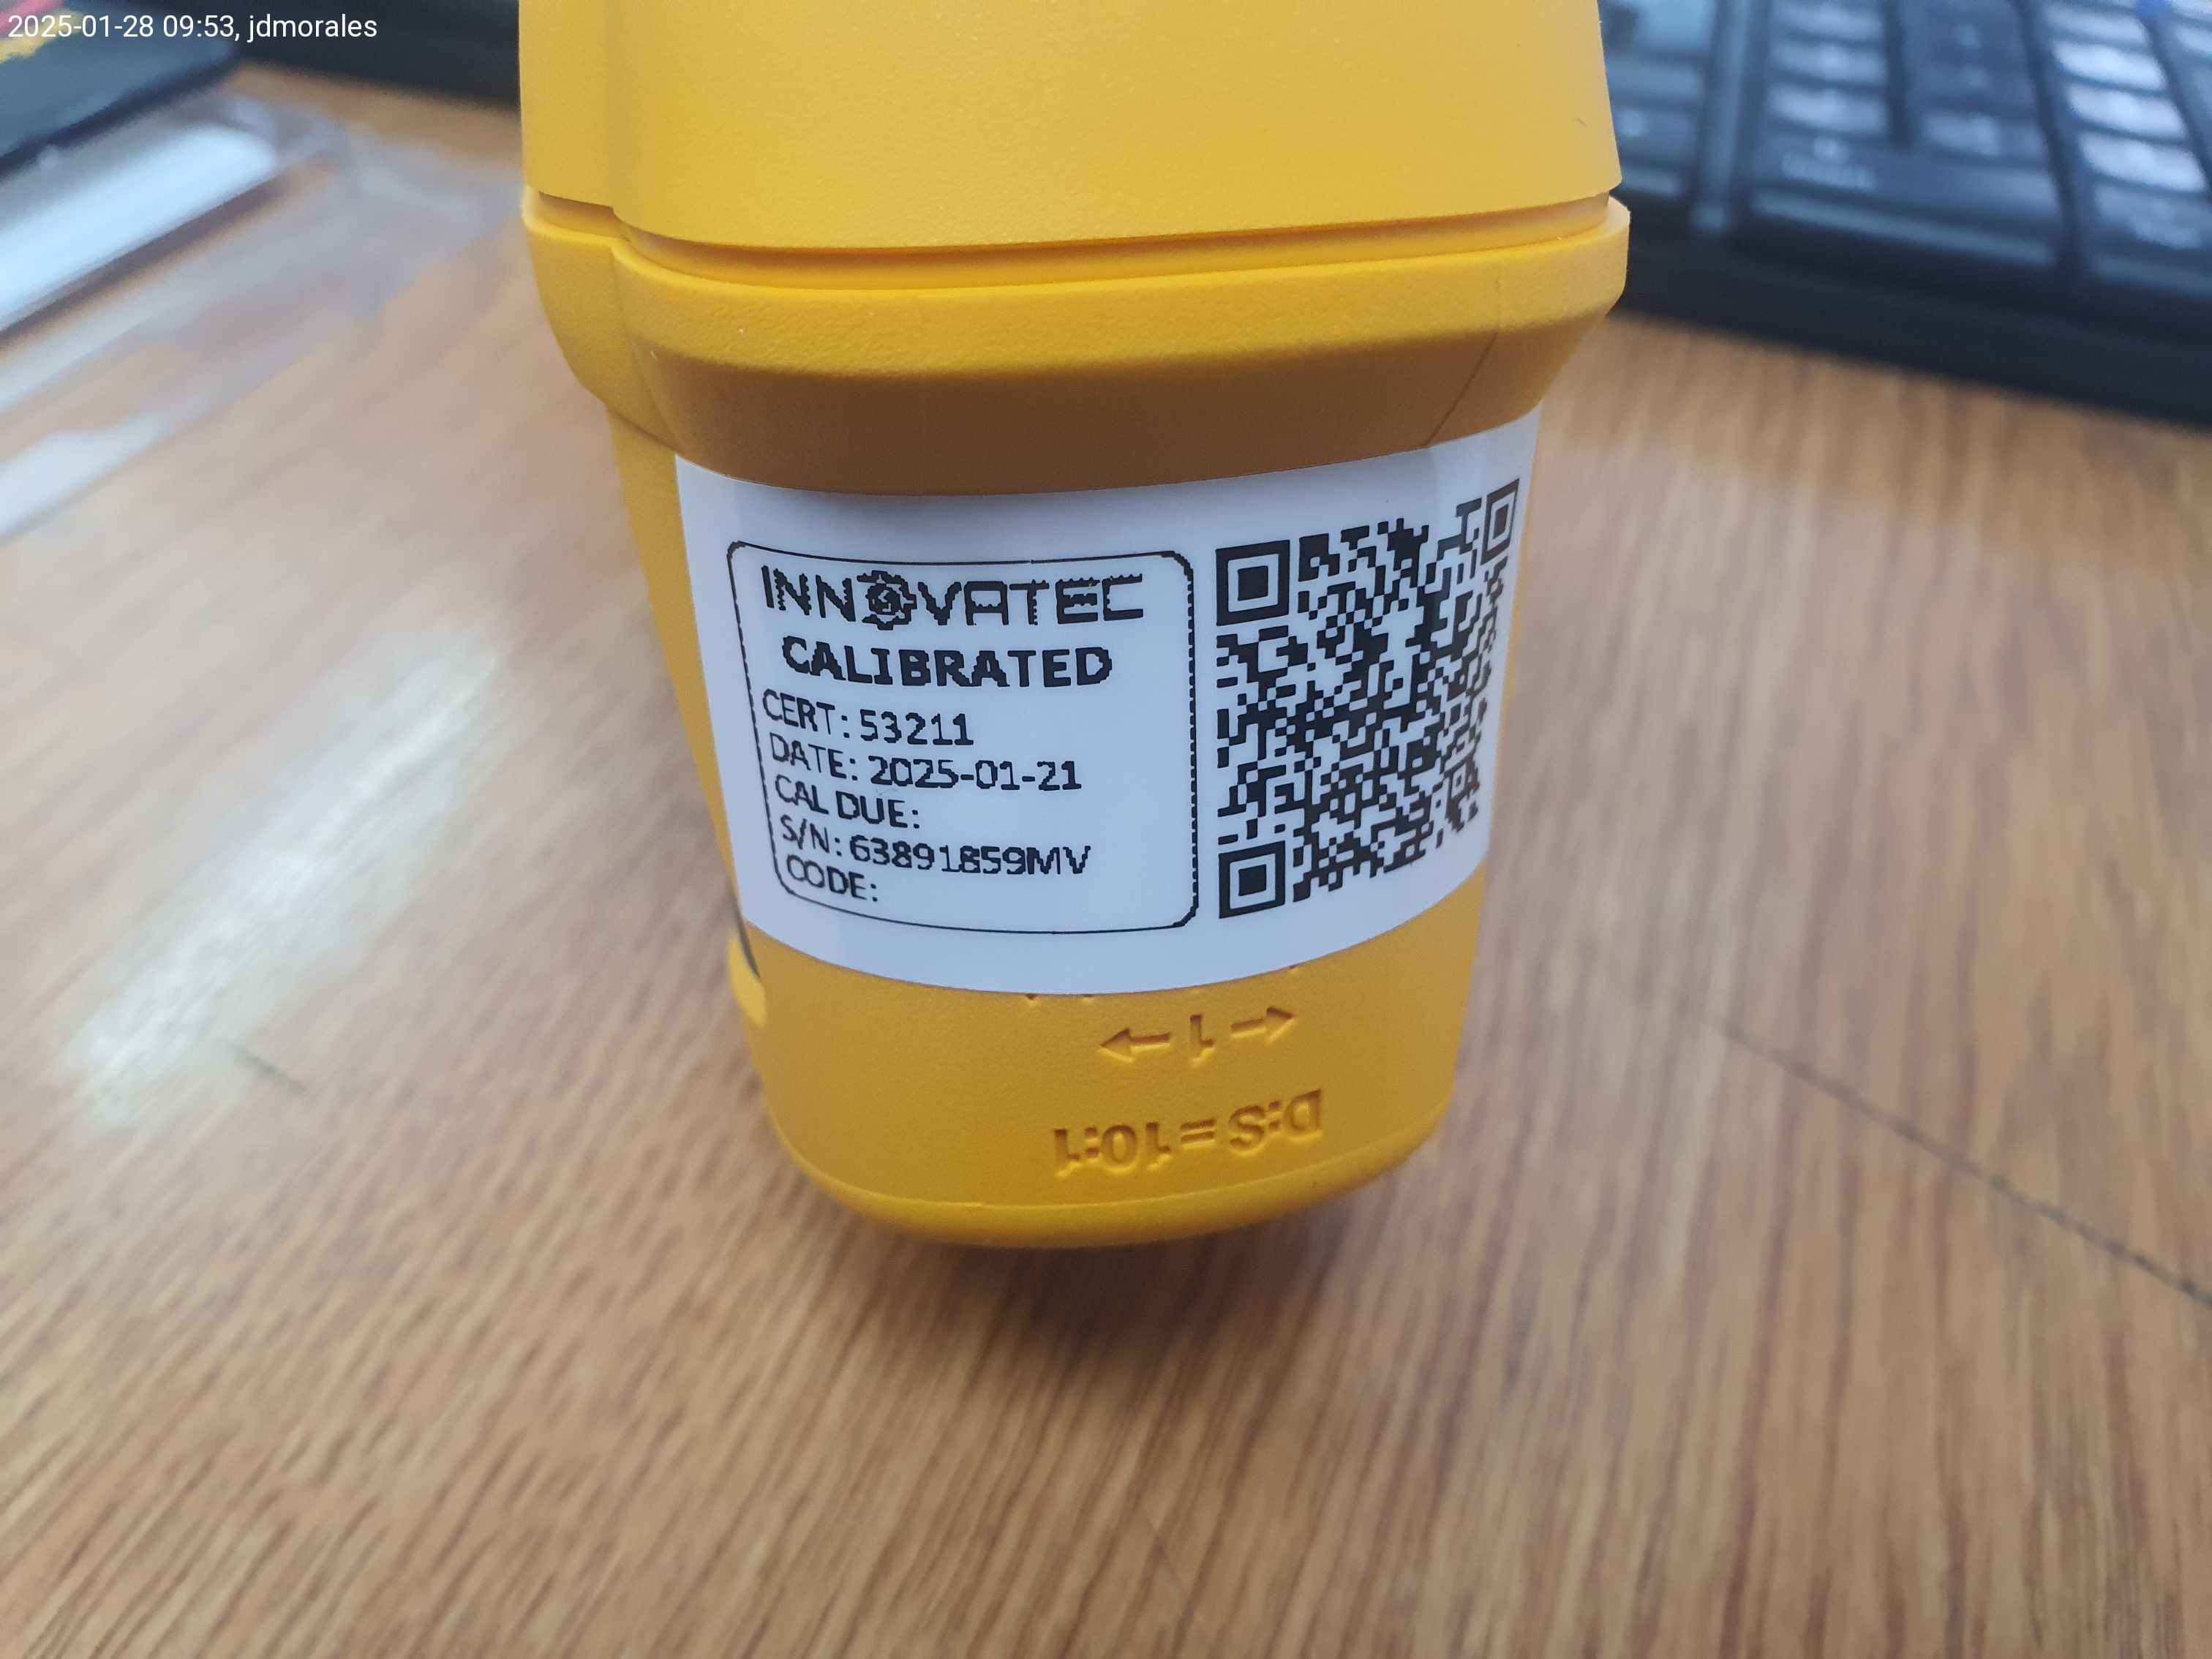 2025-01-28 09:53, jdmorales
INNOVATEC
CALIBRATED
CERT: 53211
DATE: 2025-01-21
CAL DUE:
S/N: 63891859MV
CODE:
← 1 →
D:S = 10:1